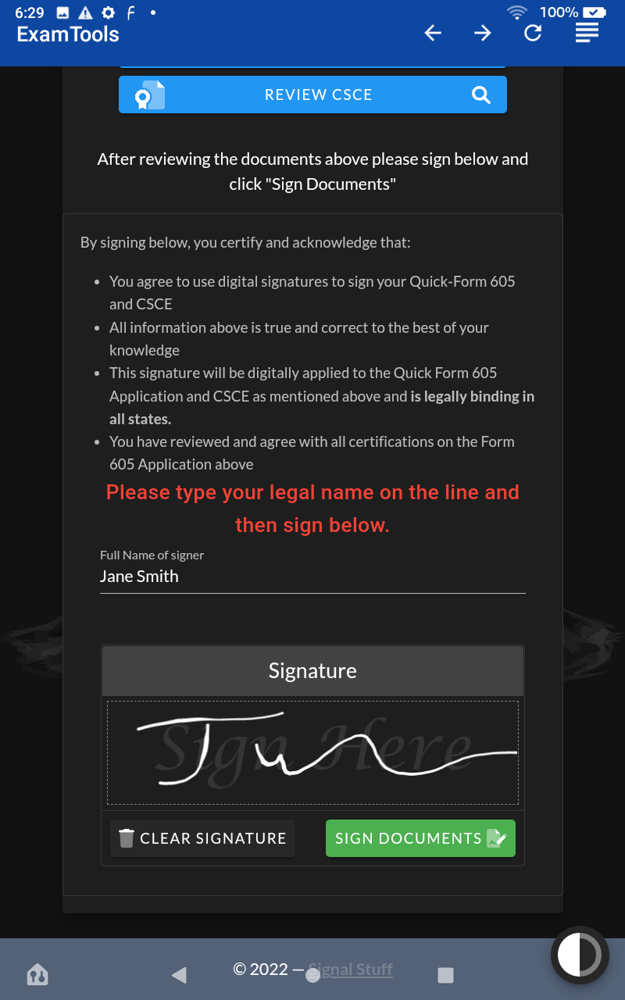 6:29 100%
ExamTools
REVIEW CSCE
After reviewing the documents above please sign below and
click "Sign Documents"
By signing below, you certify and acknowledge that:
• You agree to use digital signatures to sign your Quick-Form 605
and CSCE
• All information above is true and correct to the best of your
knowledge
• This signature will be digitally applied to the Quick Form 605
Application and CSCE as mentioned above and is legally binding in
all states.
• You have reviewed and agree with all certifications on the Form
605 Application above
Please type your legal name on the line and
then sign below.
Full Name of signer
Jane Smith
Signature
Sign Here
CLEAR SIGNATURE SIGN DOCUMENTS
© 2022 — Signal Stuff